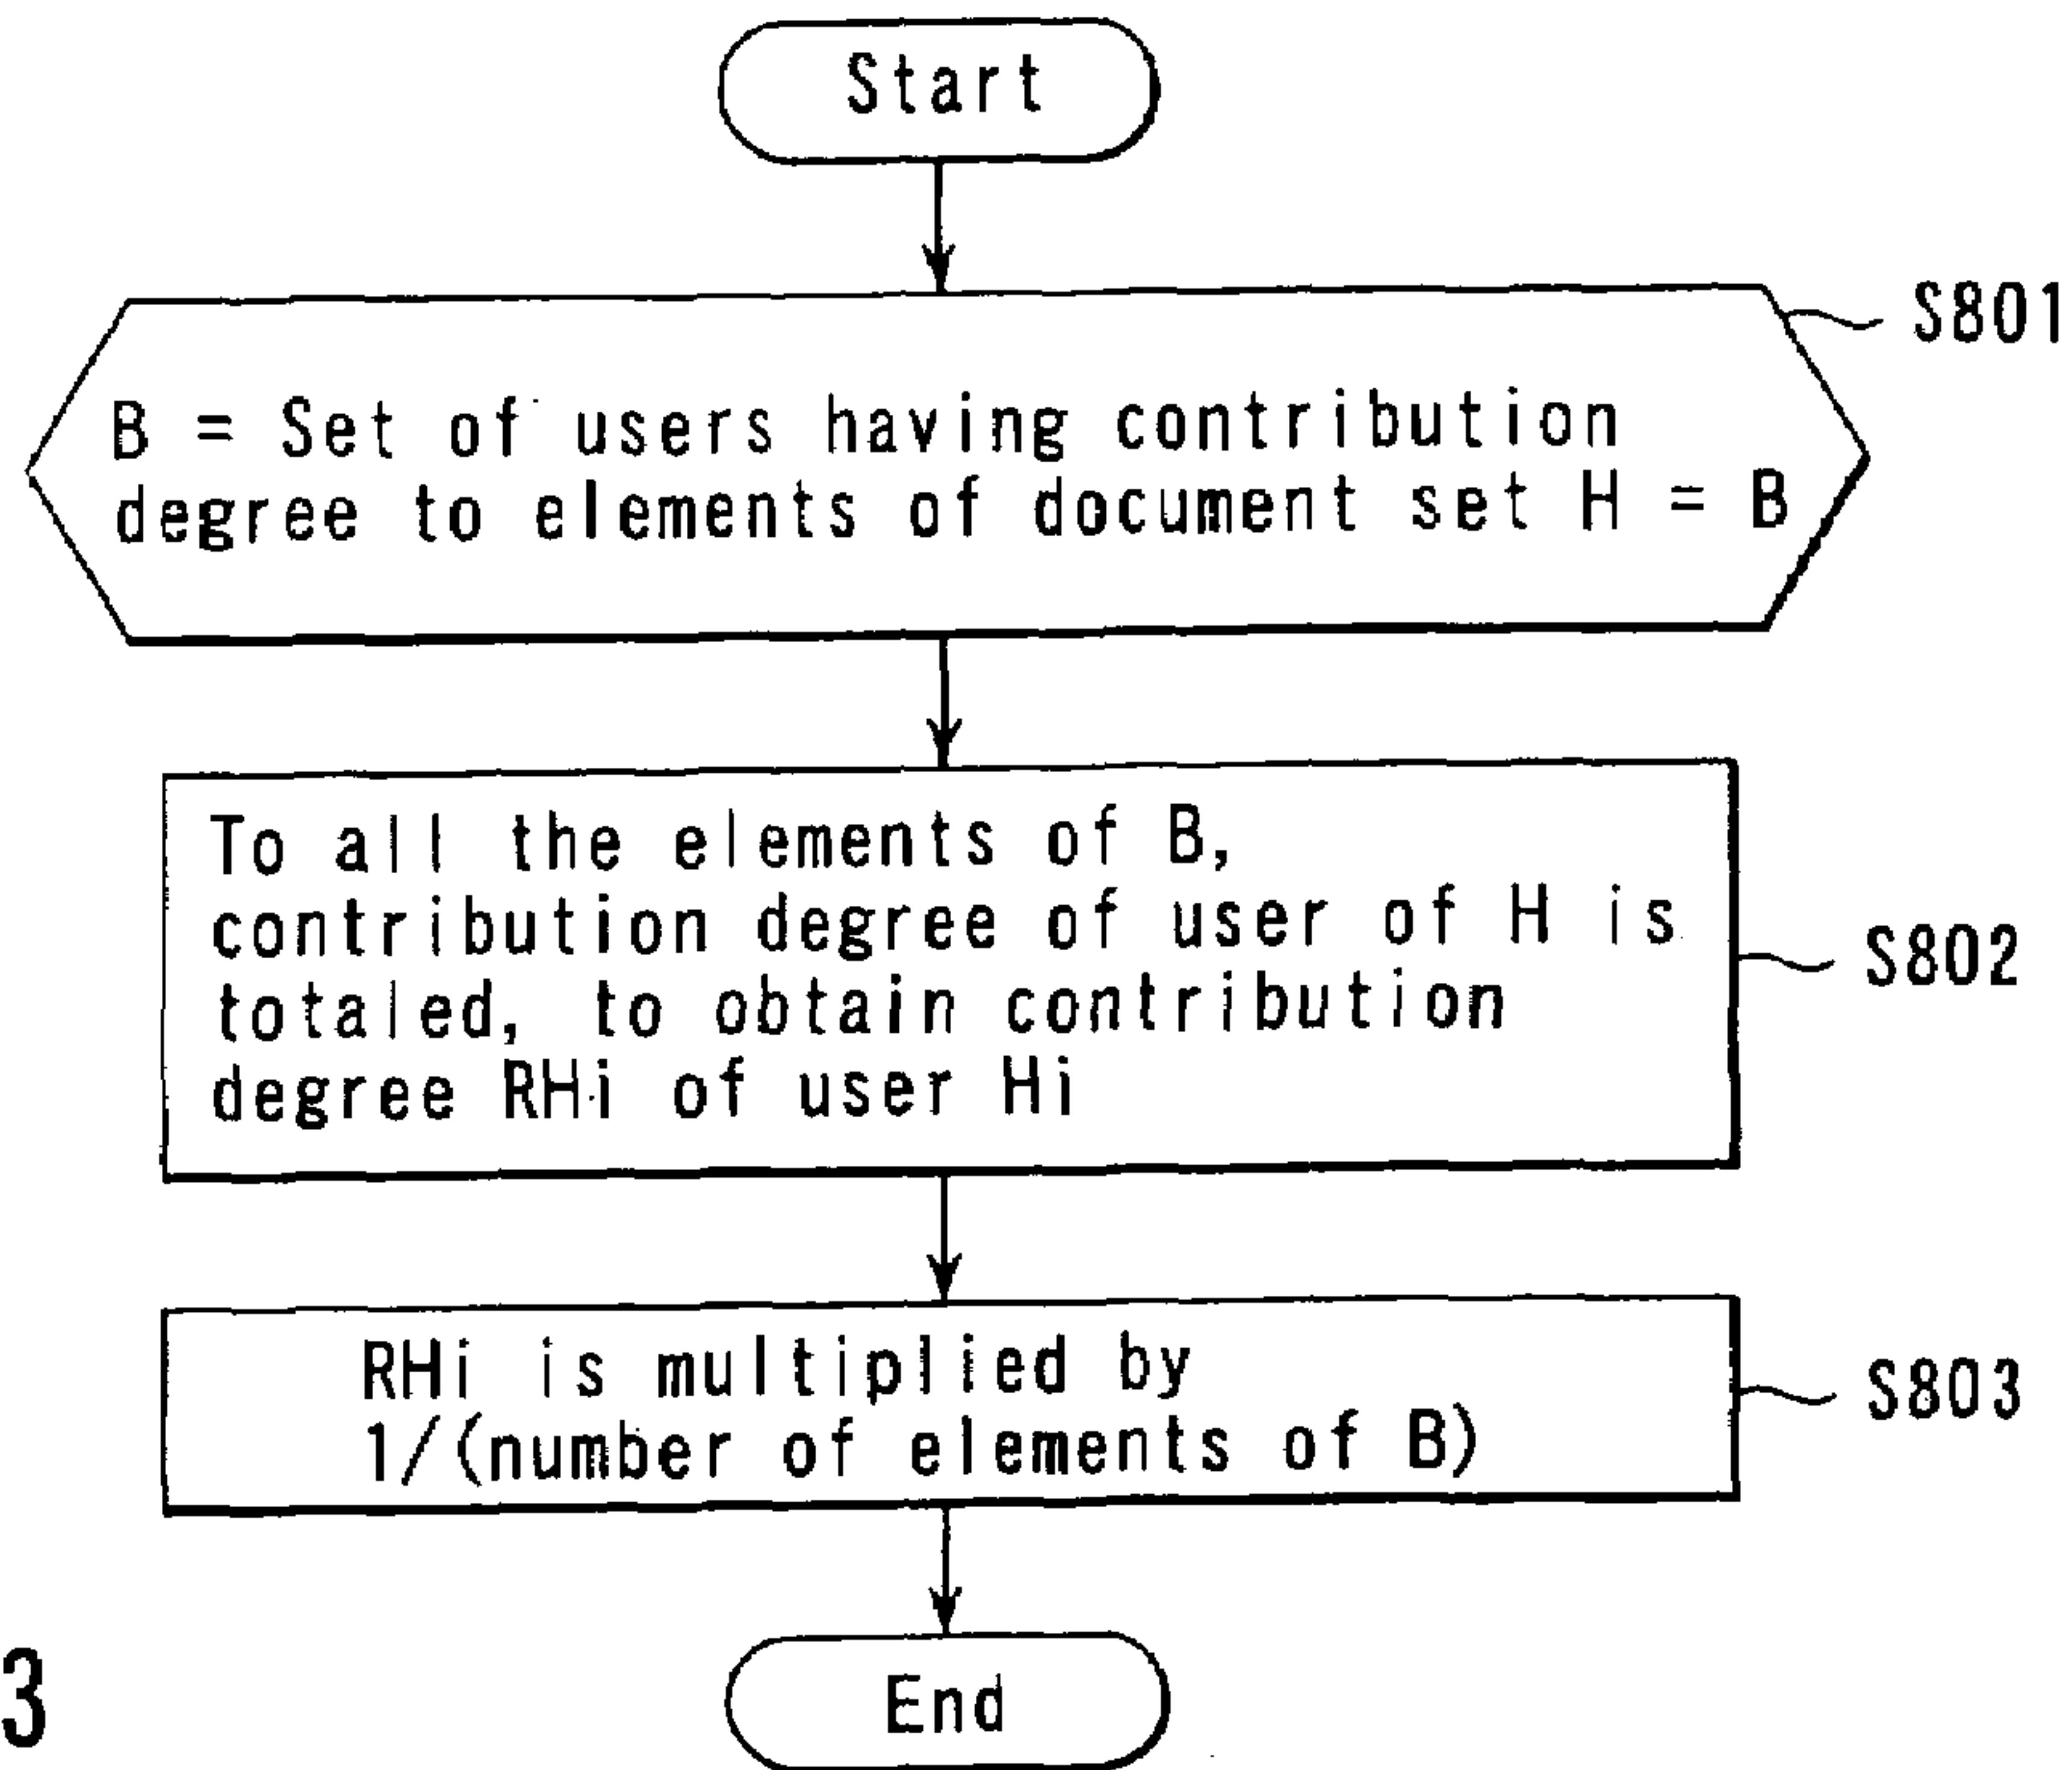 Start
S801
B = Set of users having contribution
degree to elements of document set H = B
To all the elements of B,
contribution degree of user of H is
totaled, to obtain contribution
degree RHi of user Hi
S802
RHi is multiplied by
1/(number of elements of B)
S803
End
3